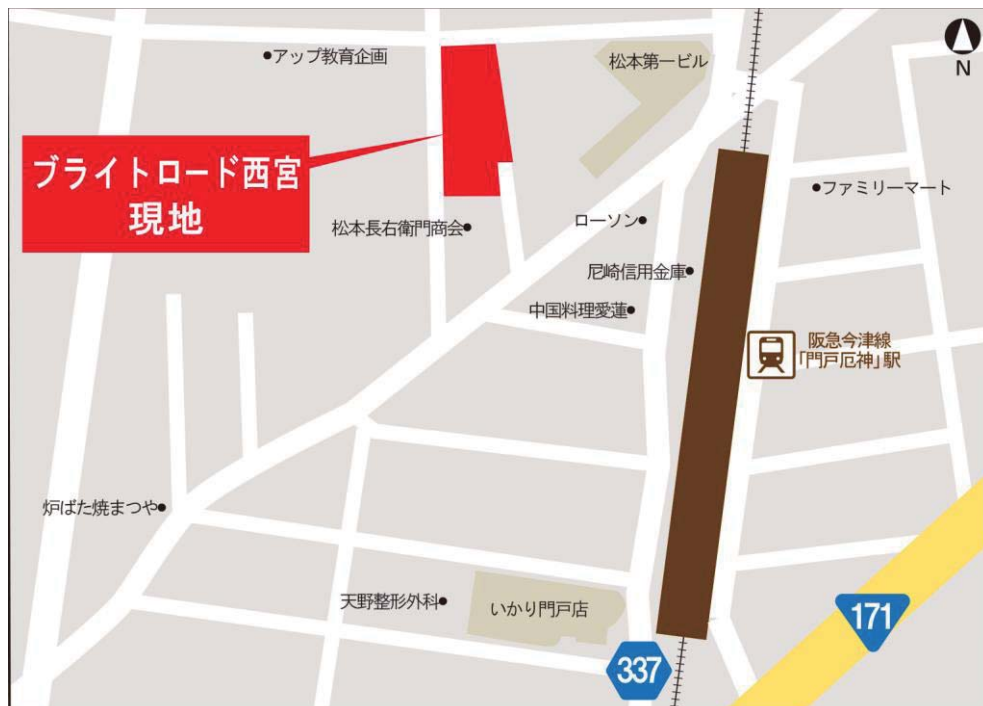 アップ教育企画
松本第一ビル
N
ブライトロード西宮
現地
ファミリーマート
松本長右衛門商会
ローソン
尼崎信用金庫
中国料理愛蓮
阪急今津線
「門戸厄神」駅
炉ばた焼まつや
天野整形外科
いかり門戸店
171
337